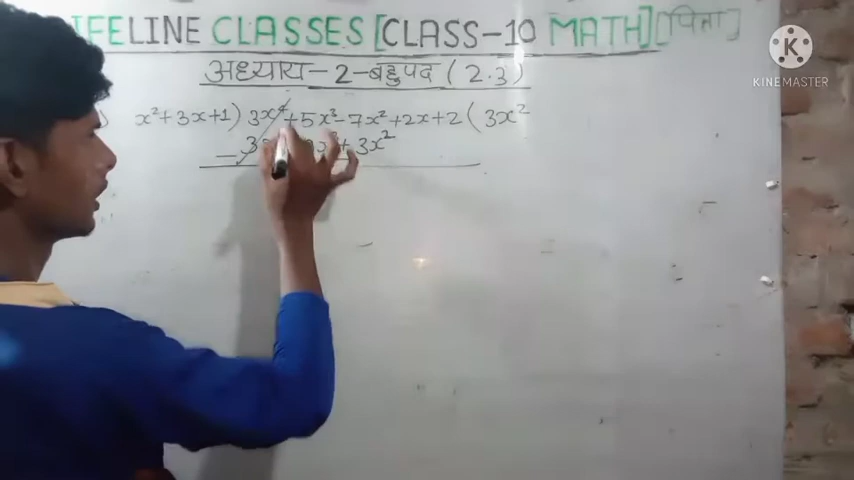 IFELINE CLASSES [CLASS-10 MATH] [पिता]
अध्याय-2-बहुपद (2.3)
x²+3x+1) 3x⁴+5x³-7x²+2x+2 (3x²
+3x²
K
KINEMASTER